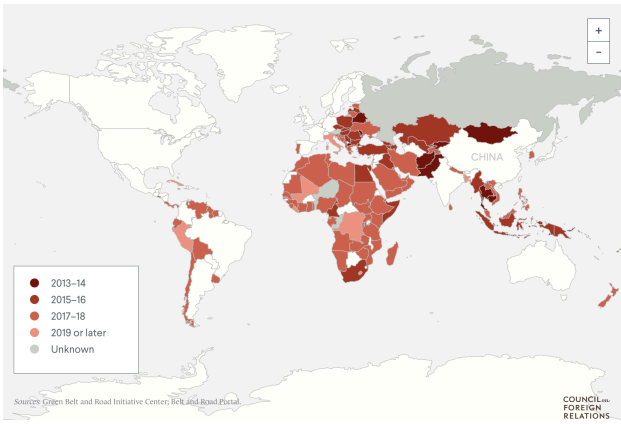 +
−
CHINA
2013–14
2015–16
2017–18
2019 or later
Unknown
Sources: Green Belt and Road Initiative Center; Belt and Road Portal.
COUNCIL on
FOREIGN
RELATIONS